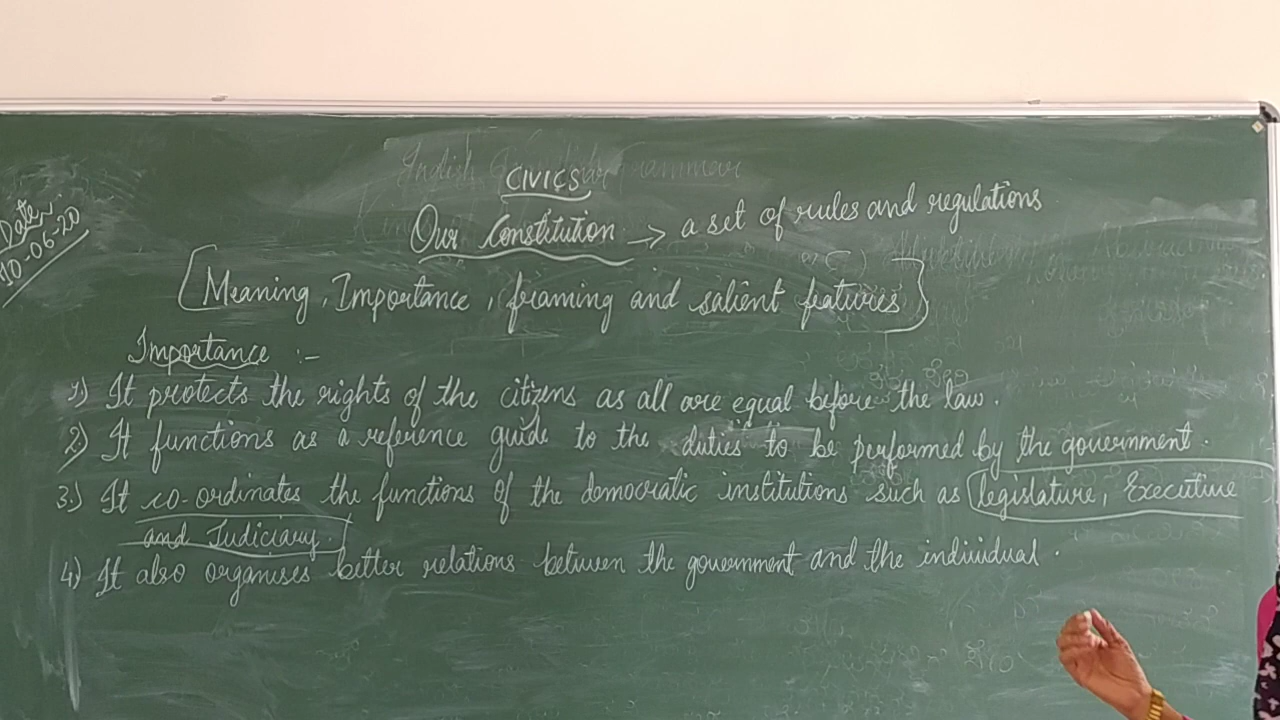 Date:-
10-06-20
CIVICS
Our Constitution → a set of rules and regulations
[Meaning, Importance, framing and salient features]
Importance :-
1) It protects the rights of the citizens as all are equal before the law.
2) It functions as a reference guide to the duties to be performed by the government.
3) It co-ordinates the functions of the democratic institutions such as legislature, Executive
and Judiciary.
4) It also organises better relations between the government and the individual.